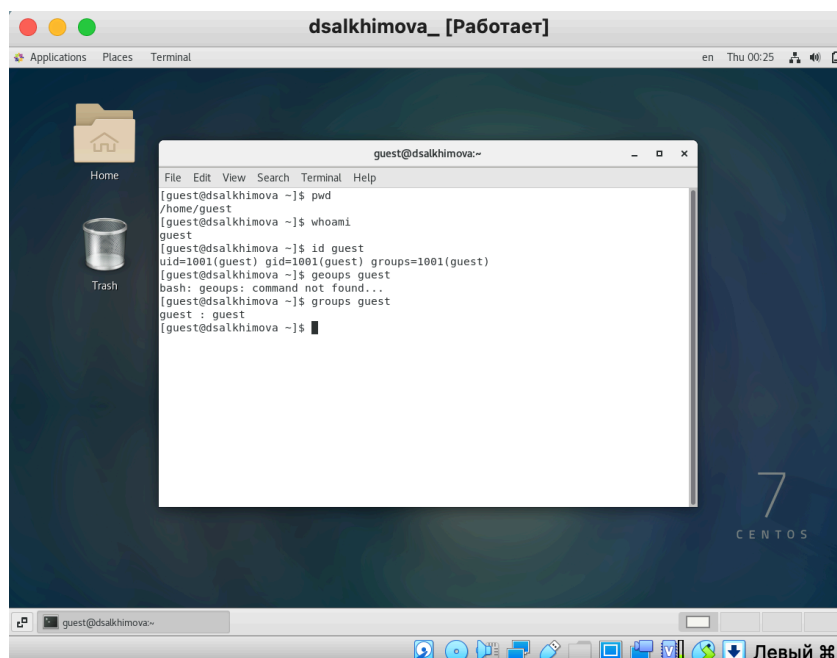 dsalkhimova_ [Работает]
Applications Places Terminal en Thu 00:25
Home
Trash
guest@dsalkhimova:~
File Edit View Search Terminal Help
[guest@dsalkhimova ~]$ pwd
/home/guest
[guest@dsalkhimova ~]$ whoami
guest
[guest@dsalkhimova ~]$ id guest
uid=1001(guest) gid=1001(guest) groups=1001(guest)
[guest@dsalkhimova ~]$ geoups guest
bash: geoups: command not found...
[guest@dsalkhimova ~]$ groups guest
guest : guest
[guest@dsalkhimova ~]$
7
CENTOS
guest@dsalkhimova:~
Левый ⌘